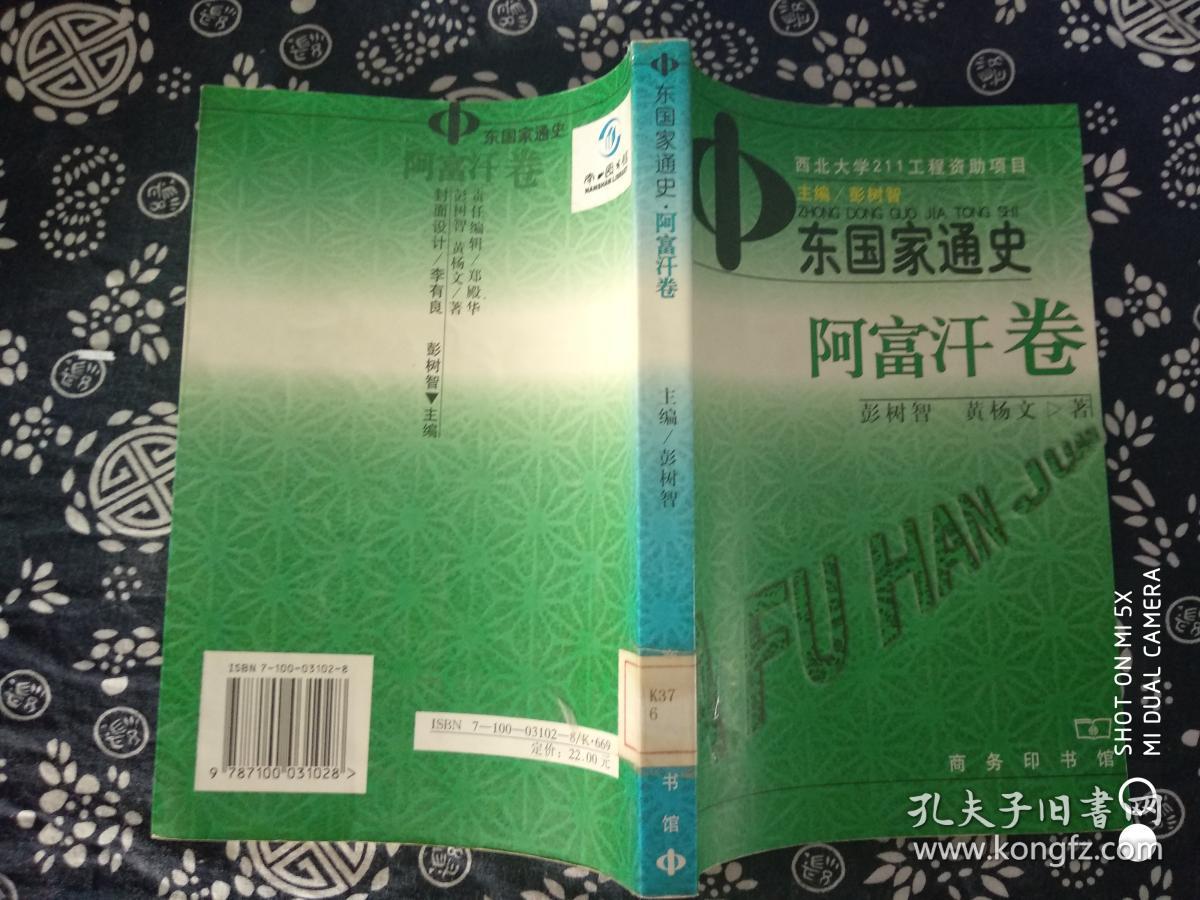 中东国家通史
阿富汗卷
责任编辑/郑殿华
彭树智 黄杨文/著
封面设计/李有良
彭树智▼主编
ISBN 7-100-03102-8
9 787100 031028 >
ISBN 7—100—03102—8/K·669
定价：22.00元
NANSHAN LIBRARY
中东国家通史·阿富汗卷
主编/彭树智
K37
6
书馆
西北大学211工程资助项目
主编/彭树智
ZHONG DONG GUO JIA TONG SHI
中东国家通史
阿富汗卷
彭树智 黄杨文▷著
A FU HAN JUAN
商务印书馆
SHOT ON MI 5X
MI DUAL CAMERA
孔夫子旧书网
www.kongfz.com